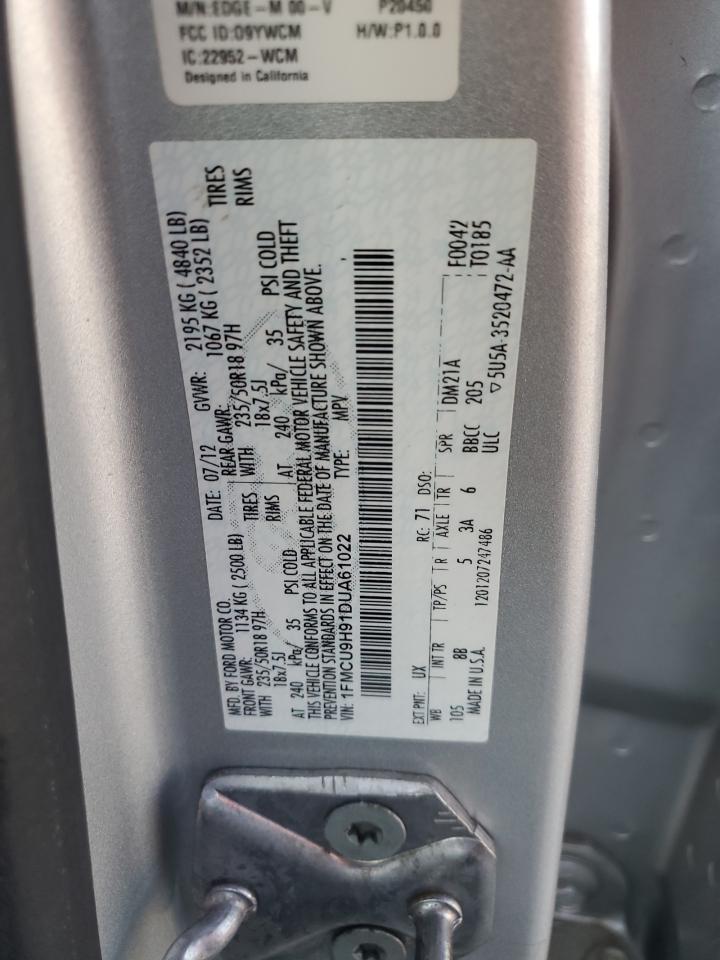 M/N:EDGE-M 00-V P20450
FCC ID:O9YWCM H/W:P1.0.0
IC:22952-WCM
Designed in California
MFD. BY FORD MOTOR CO. DATE: 07/12 GVWR: 2195 KG ( 4840 LB)
FRONT GAWR: 1134 KG ( 2500 LB) REAR GAWR: 1067 KG ( 2352 LB)
WITH 235/50R18 97H TIRES WITH 235/50R18 97H TIRES
18x7.5J RIMS 18x7.5J RIMS
AT 240 kPa/ 35 PSI COLD AT 240 kPa/ 35 PSI COLD
THIS VEHICLE CONFORMS TO ALL APPLICABLE FEDERAL MOTOR VEHICLE SAFETY AND THEFT
PREVENTION STANDARDS IN EFFECT ON THE DATE OF MANUFACTURE SHOWN ABOVE.
VIN: 1FMCU9H91DUA61022 TYPE: MPV
EXT PNT: UX RC: 71 DSO: F0042
WB INT TR TP/PS R AXLE TR SPR DM21A T0185
105 8B 5 3A 6 BBCC 205
MADE IN U.S.A. 1201207247486 ULC ▽5U5A-3520472-AA